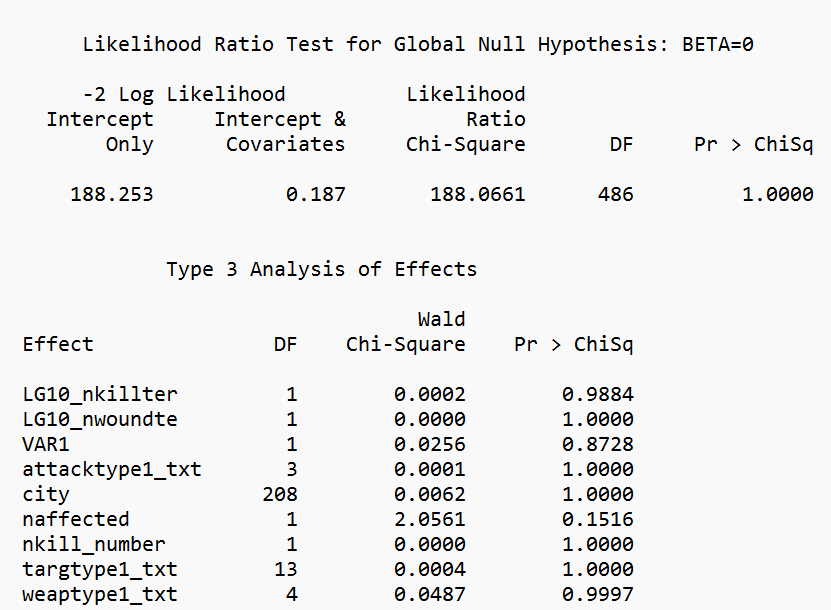 Likelihood Ratio Test for Global Null Hypothesis: BETA=0
-2 Log Likelihood Likelihood
Intercept Intercept & Ratio
Only Covariates Chi-Square DF Pr > ChiSq
188.253 0.187 188.0661 486 1.0000
Type 3 Analysis of Effects
Wald
Effect DF Chi-Square Pr > ChiSq
LG10_nkillter 1 0.0002 0.9884
LG10_nwoundte 1 0.0000 1.0000
VAR1 1 0.0256 0.8728
attacktype1_txt 3 0.0001 1.0000
city 208 0.0062 1.0000
naffected 1 2.0561 0.1516
nkill_number 1 0.0000 1.0000
targtype1_txt 13 0.0004 1.0000
weaptype1_txt 4 0.0487 0.9997